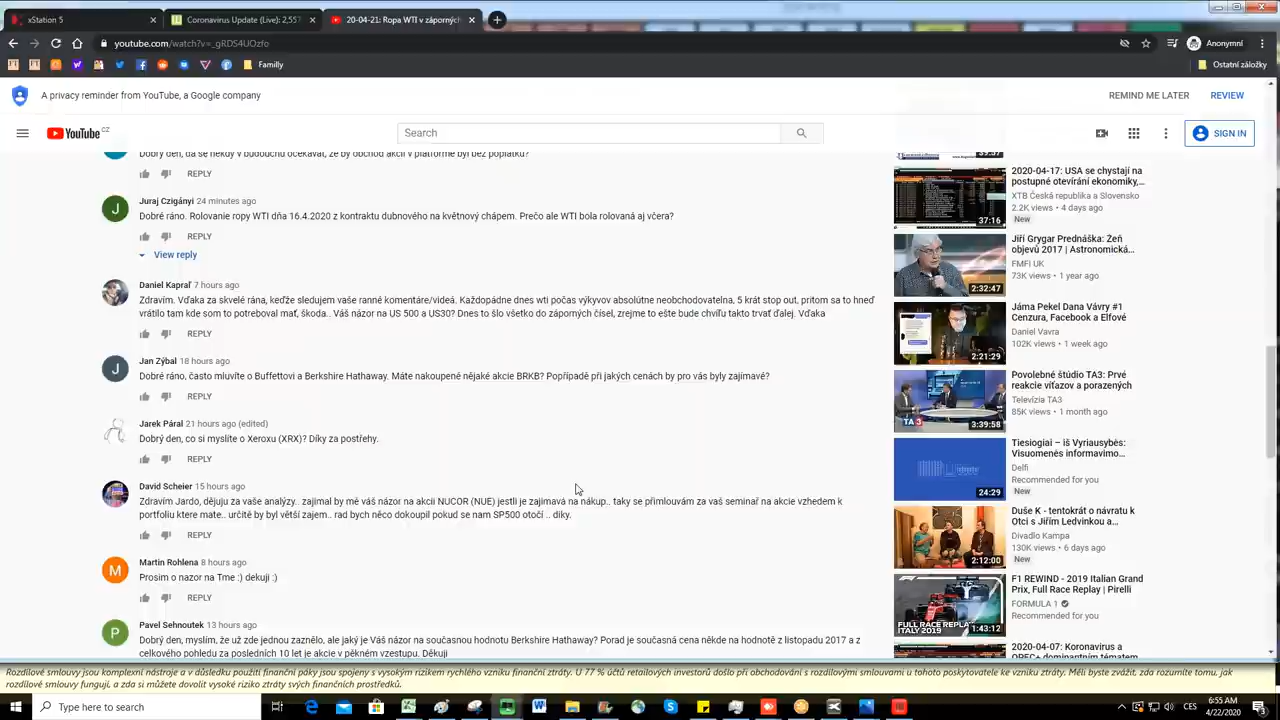 xStation 5
Coronavirus Update (Live): 2,557
20-04-21: Ropa WTI v záporných
youtube.com/watch?v=_gRDS4UOzfo
Anonymní
Familly
Ostatní záložky
A privacy reminder from YouTube, a Google company
REMIND ME LATER
REVIEW
YouTube CZ
Search
SIGN IN
Dobrý den, dá se někdy v budoucnu očekávat, že by obchod akcií v platformě byl bez poplatku?
REPLY
Juraj Czigányi 24 minutes ago
Dobré ráno. Rolovanie ropy WTI dňa 16.4.2020 z kontraktu dubnového na květnový chápem. Prečo ale WTI bola rolovaná aj včera?
REPLY
View reply
Daniel Kapraľ 7 hours ago
Zdravím. Vďaka za skvelé rána, keďže sledujem vaše ranné komentáre/videá. Každopádne dnes wti počas výkyvov absolútne neobchodovatelna, 5 krát stop out, pritom sa to hneď
vrátilo tam kde som to potreboval mať, škoda.. Váš názor na US 500 a US30? Dnes to šlo všetko do záporných čísel, zrejme to ešte bude chvíľu takto trvať ďalej. Vďaka
REPLY
Jan Zýbal 18 hours ago
Dobré ráno, často mluvíte o Buffettovi a Berkshire Hathaway. Máte nakoupené nějaké akcie BRKB? Popřípadě při jakých cenách by pro vás byly zajímavé?
REPLY
Jarek Páral 21 hours ago (edited)
Dobrý den, co si myslíte o Xeroxu (XRX)? Díky za postřehy.
REPLY
David Scheier 15 hours ago
Zdravím Jardo, dějuju za vaše analýzy.. zajímal by mě váš názor na akcii NUCOR (NUE) jestli je zajímavá na nákup.. taky se přimlouvám za vaš seminař na akcie vzhledem k
portfoliu ktere mate.. určitě by byl větší zajem.. rad bych něco dokoupil pokud se nam SP500 otočí .. díky.
REPLY
Martin Rohlena 8 hours ago
Prosim o nazor na Tme :) dekuji :)
REPLY
Pavel Sehnoutek 13 hours ago
Dobrý den, myslím, že už zde jednou zaznělo, ale jaký je Váš názor na současnou hodnotu Berkshire Hathaway? Porad je současná cena někde na hodnotě z listopadu 2017 a z
celkového pohledu za posledních 10 let je akcie v pěkném vzestupu. Děkuji
2020-04-17: USA se chystají na
postupné otevírání ekonomiky,...
XTB Česká republika a Slovensko
2.2K views • 4 days ago
New
37:16
Jiří Grygar Prednáška: Žeň
objevů 2017 | Astronomická...
FMFI UK
73K views • 1 year ago
2:32:47
Jáma Pekel Dana Vávry #1
Cenzura, Facebook a Elfové
Daniel Vavra
102K views • 1 week ago
2:21:29
Povolebné štúdio TA3: Prvé
reakcie víťazov a porazených
Televízia TA3
85K views • 1 month ago
TA3
3:39:58
Tiesiogiai – iš Vyriausybės:
Visuomenės informavimo...
Delfi
Recommended for you
New
24:29
Duše K - tentokrát o návratu k
Otci s Jiřím Ledvinkou a...
Divadlo Kampa
130K views • 6 days ago
New
2:12:00
F1 REWIND - 2019 Italian Grand
Prix, Full Race Replay | Pirelli
FORMULA 1
Recommended for you
FULL RACE REPLAY
ITALY 2019
1:43:12
2020-04-07: Koronavirus a
OPEC+ dominantním tématem
Rozdílové smlouvy jsou komplexní nástroje a v důsledku použití finanční páky jsou spojeny s vysokým rizikem rychlého vzniku finanční ztráty. U 77 % účtů retailových investorů došlo při obchodování s rozdílovými smlouvami u tohoto poskytovatele ke vzniku ztráty. Měli byste zvážit, zda rozumíte tomu, jak
rozdílové smlouvy fungují, a zda si můžete dovolit vysoké riziko ztráty svých finančních prostředků.
Type here to search
CES
6:55 AM
4/22/2020